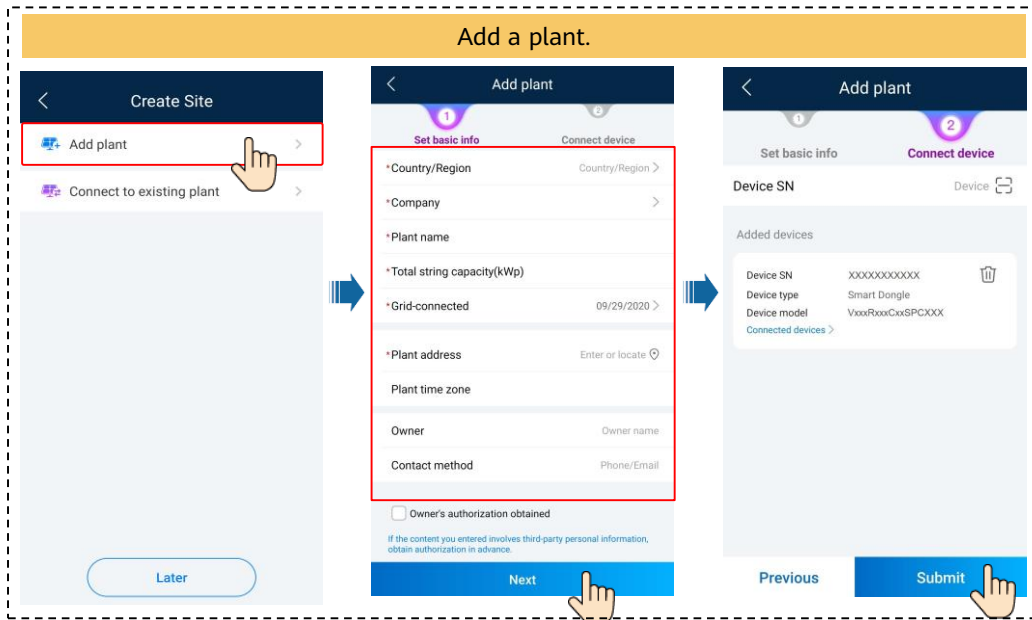 Add a plant.
Create Site
Add plant
Connect to existing plant
Later
Add plant
1
2
Set basic info
Connect device
*Country/Region
Country/Region
*Company
*Plant name
*Total string capacity(kWp)
*Grid-connected
09/29/2020
*Plant address
Enter or locate
Plant time zone
Owner
Owner name
Contact method
Phone/Email
Owner's authorization obtained
If the content you entered involves third-party personal information,
obtain authorization in advance.
Next
Add plant
1
2
Set basic info
Connect device
Device SN
Device
Added devices
Device SN
XXXXXXXXXXX
Device type
Smart Dongle
Device model
VxxxRxxxCxxSPCXXX
Connected devices
Previous
Submit